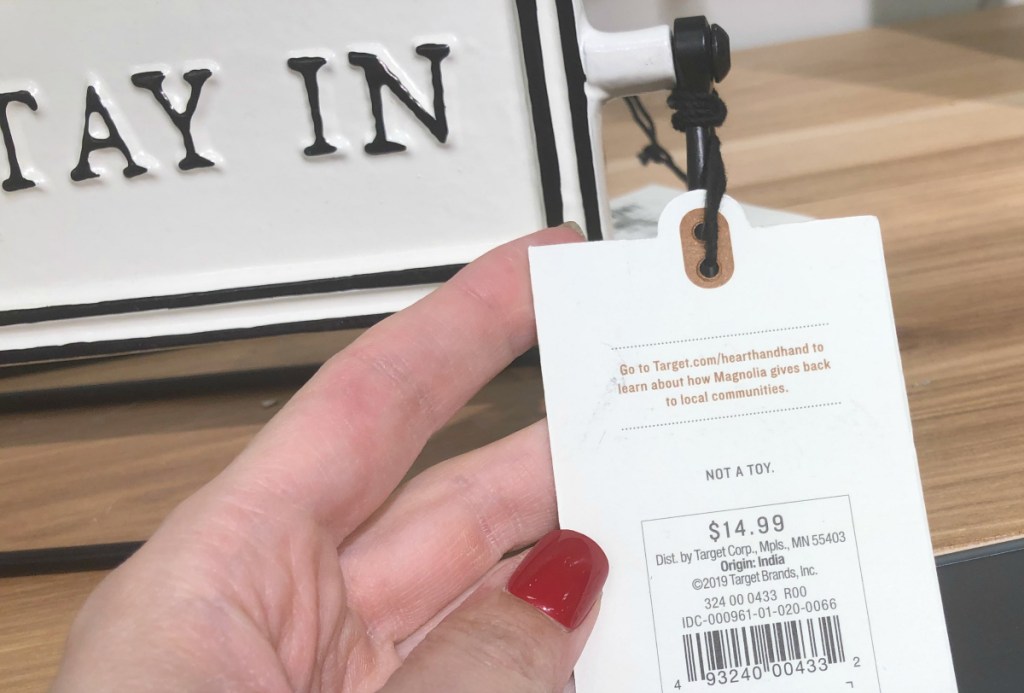 TAY IN
Go to Target.com/hearthandhand to
learn about how Magnolia gives back
to local communities.
NOT A TOY.
$14.99
Dist. by Target Corp., Mpls., MN 55403
Origin: India
©2019 Target Brands, Inc.
324 00 0433 R00
IDC-000961-01-020-0066
4 93240 00433 2